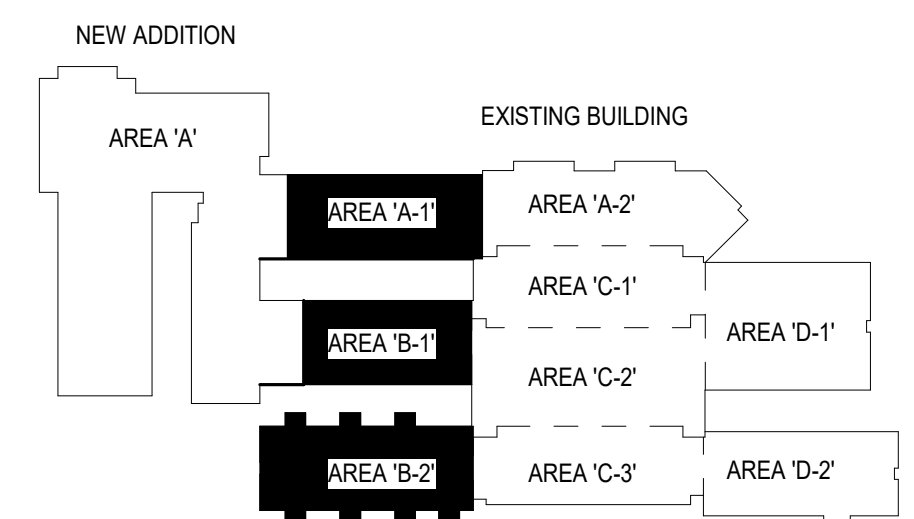 NEW ADDITION
EXISTING BUILDING
AREA 'A'
AREA 'A-1'
AREA 'A-2'
AREA 'C-1'
AREA 'B-1'
AREA 'D-1'
AREA 'C-2'
AREA 'B-2'
AREA 'C-3'
AREA 'D-2'